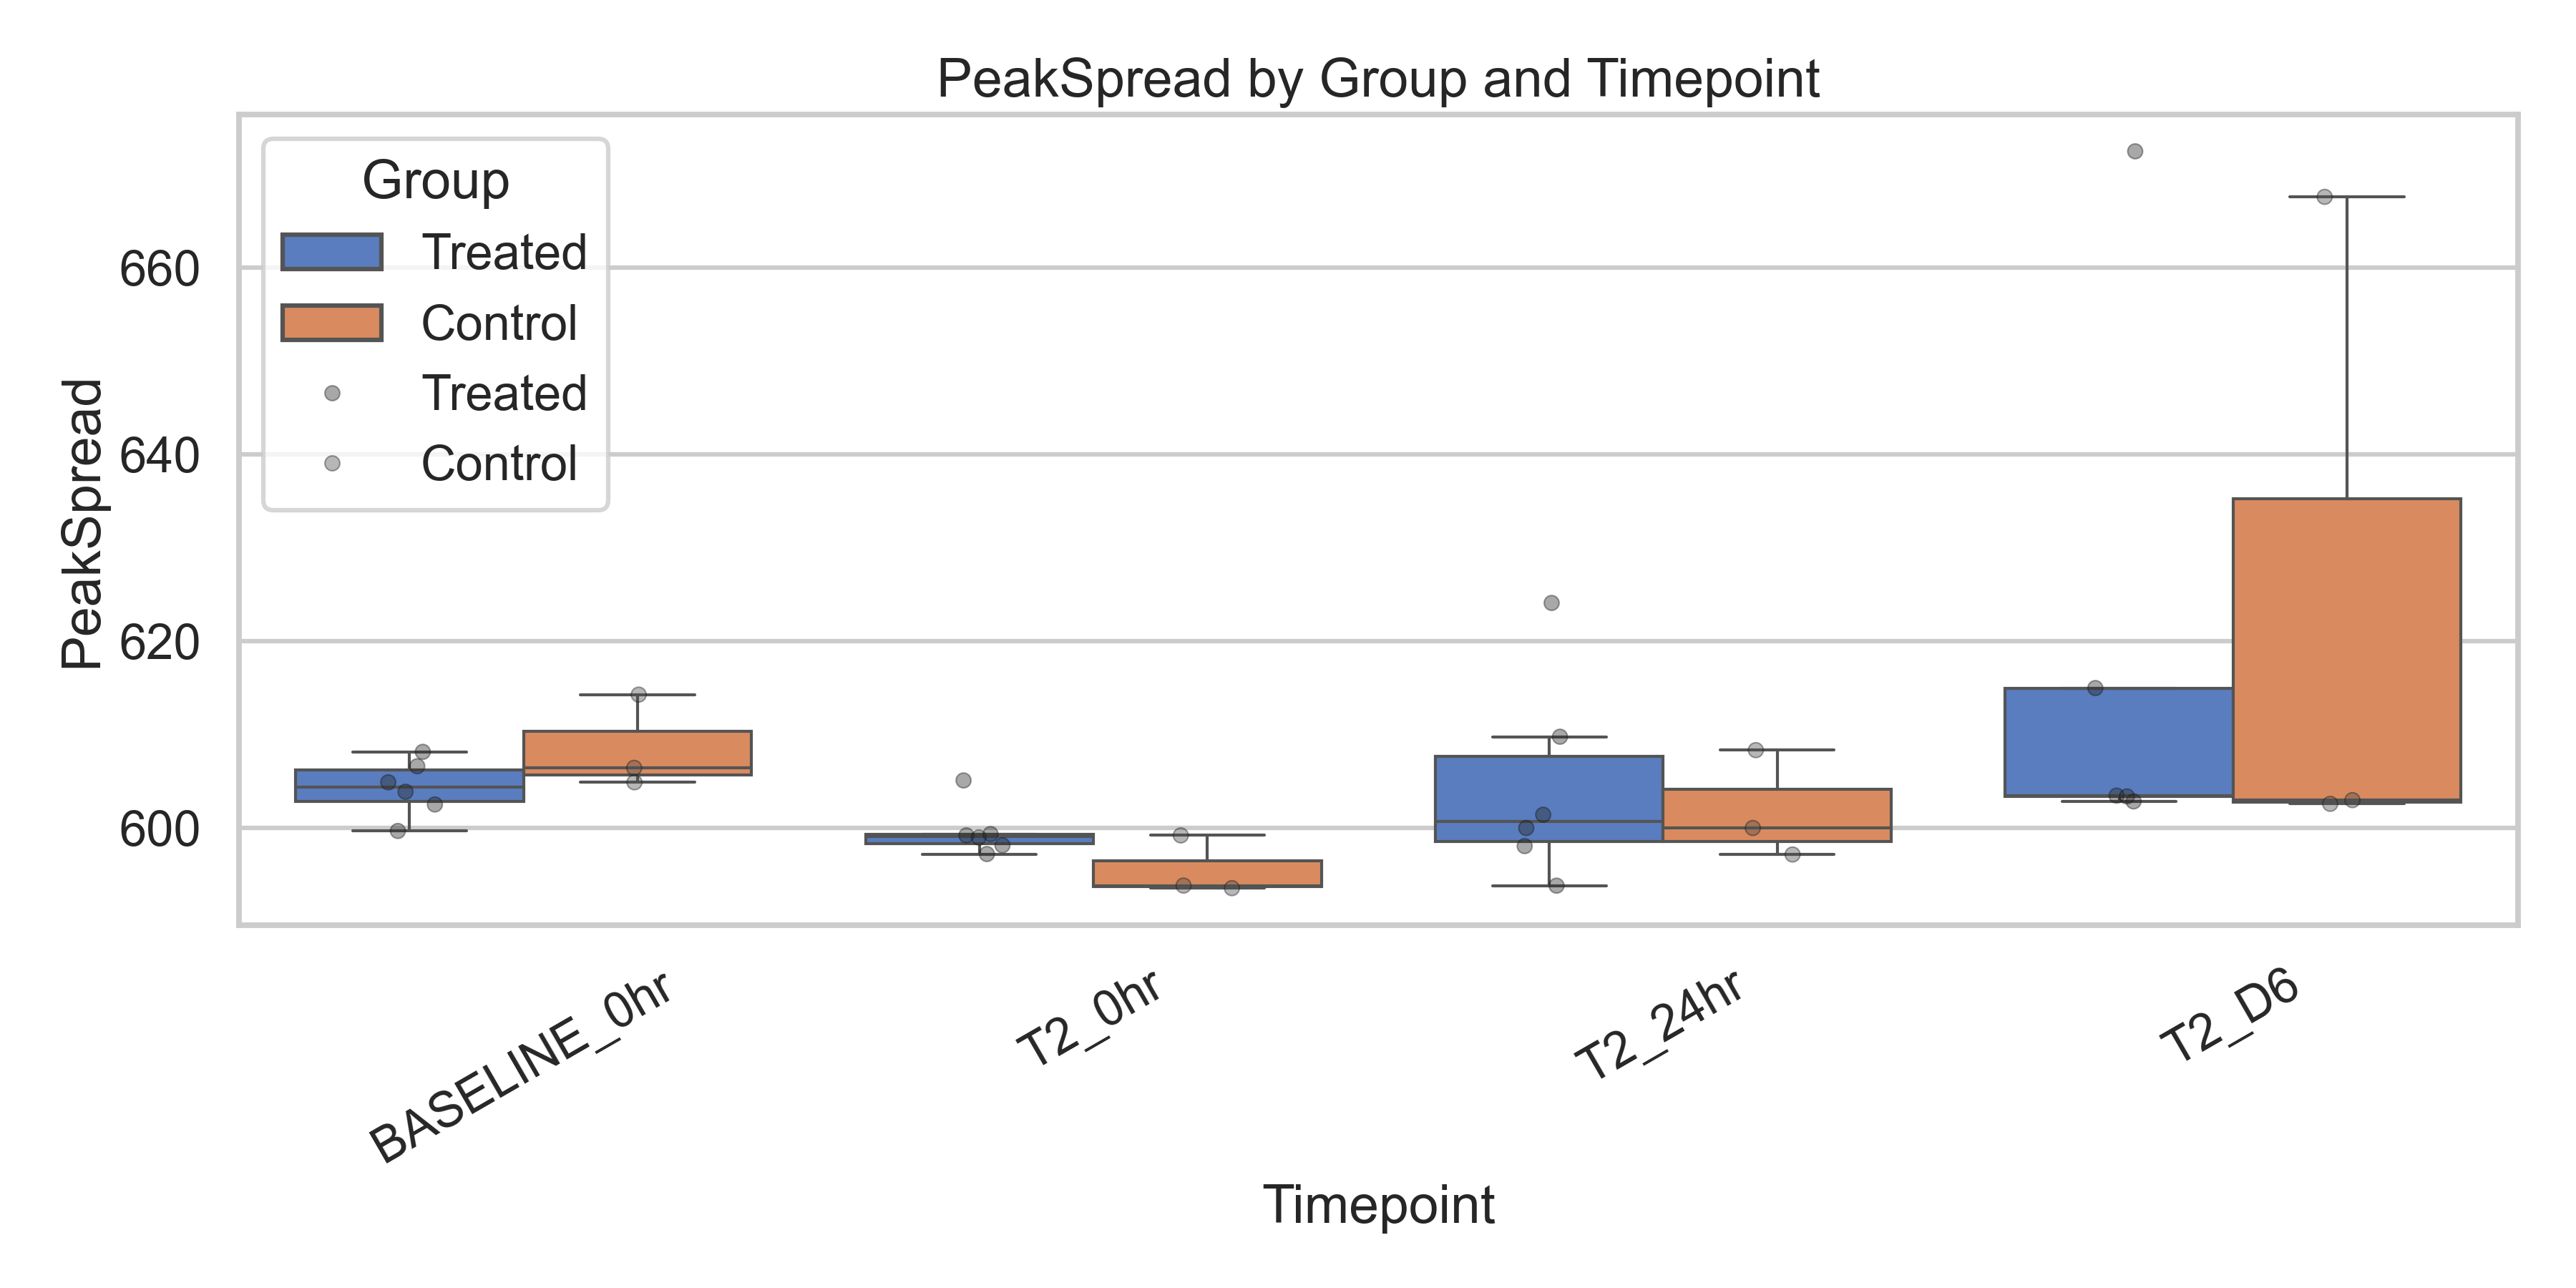 PeakSpread by Group and Timepoint
Group
Treated
Control
Treated
Control
PeakSpread
660
640
620
600
BASELINE_0hr
T2_0hr
T2_24hr
T2_D6
Timepoint